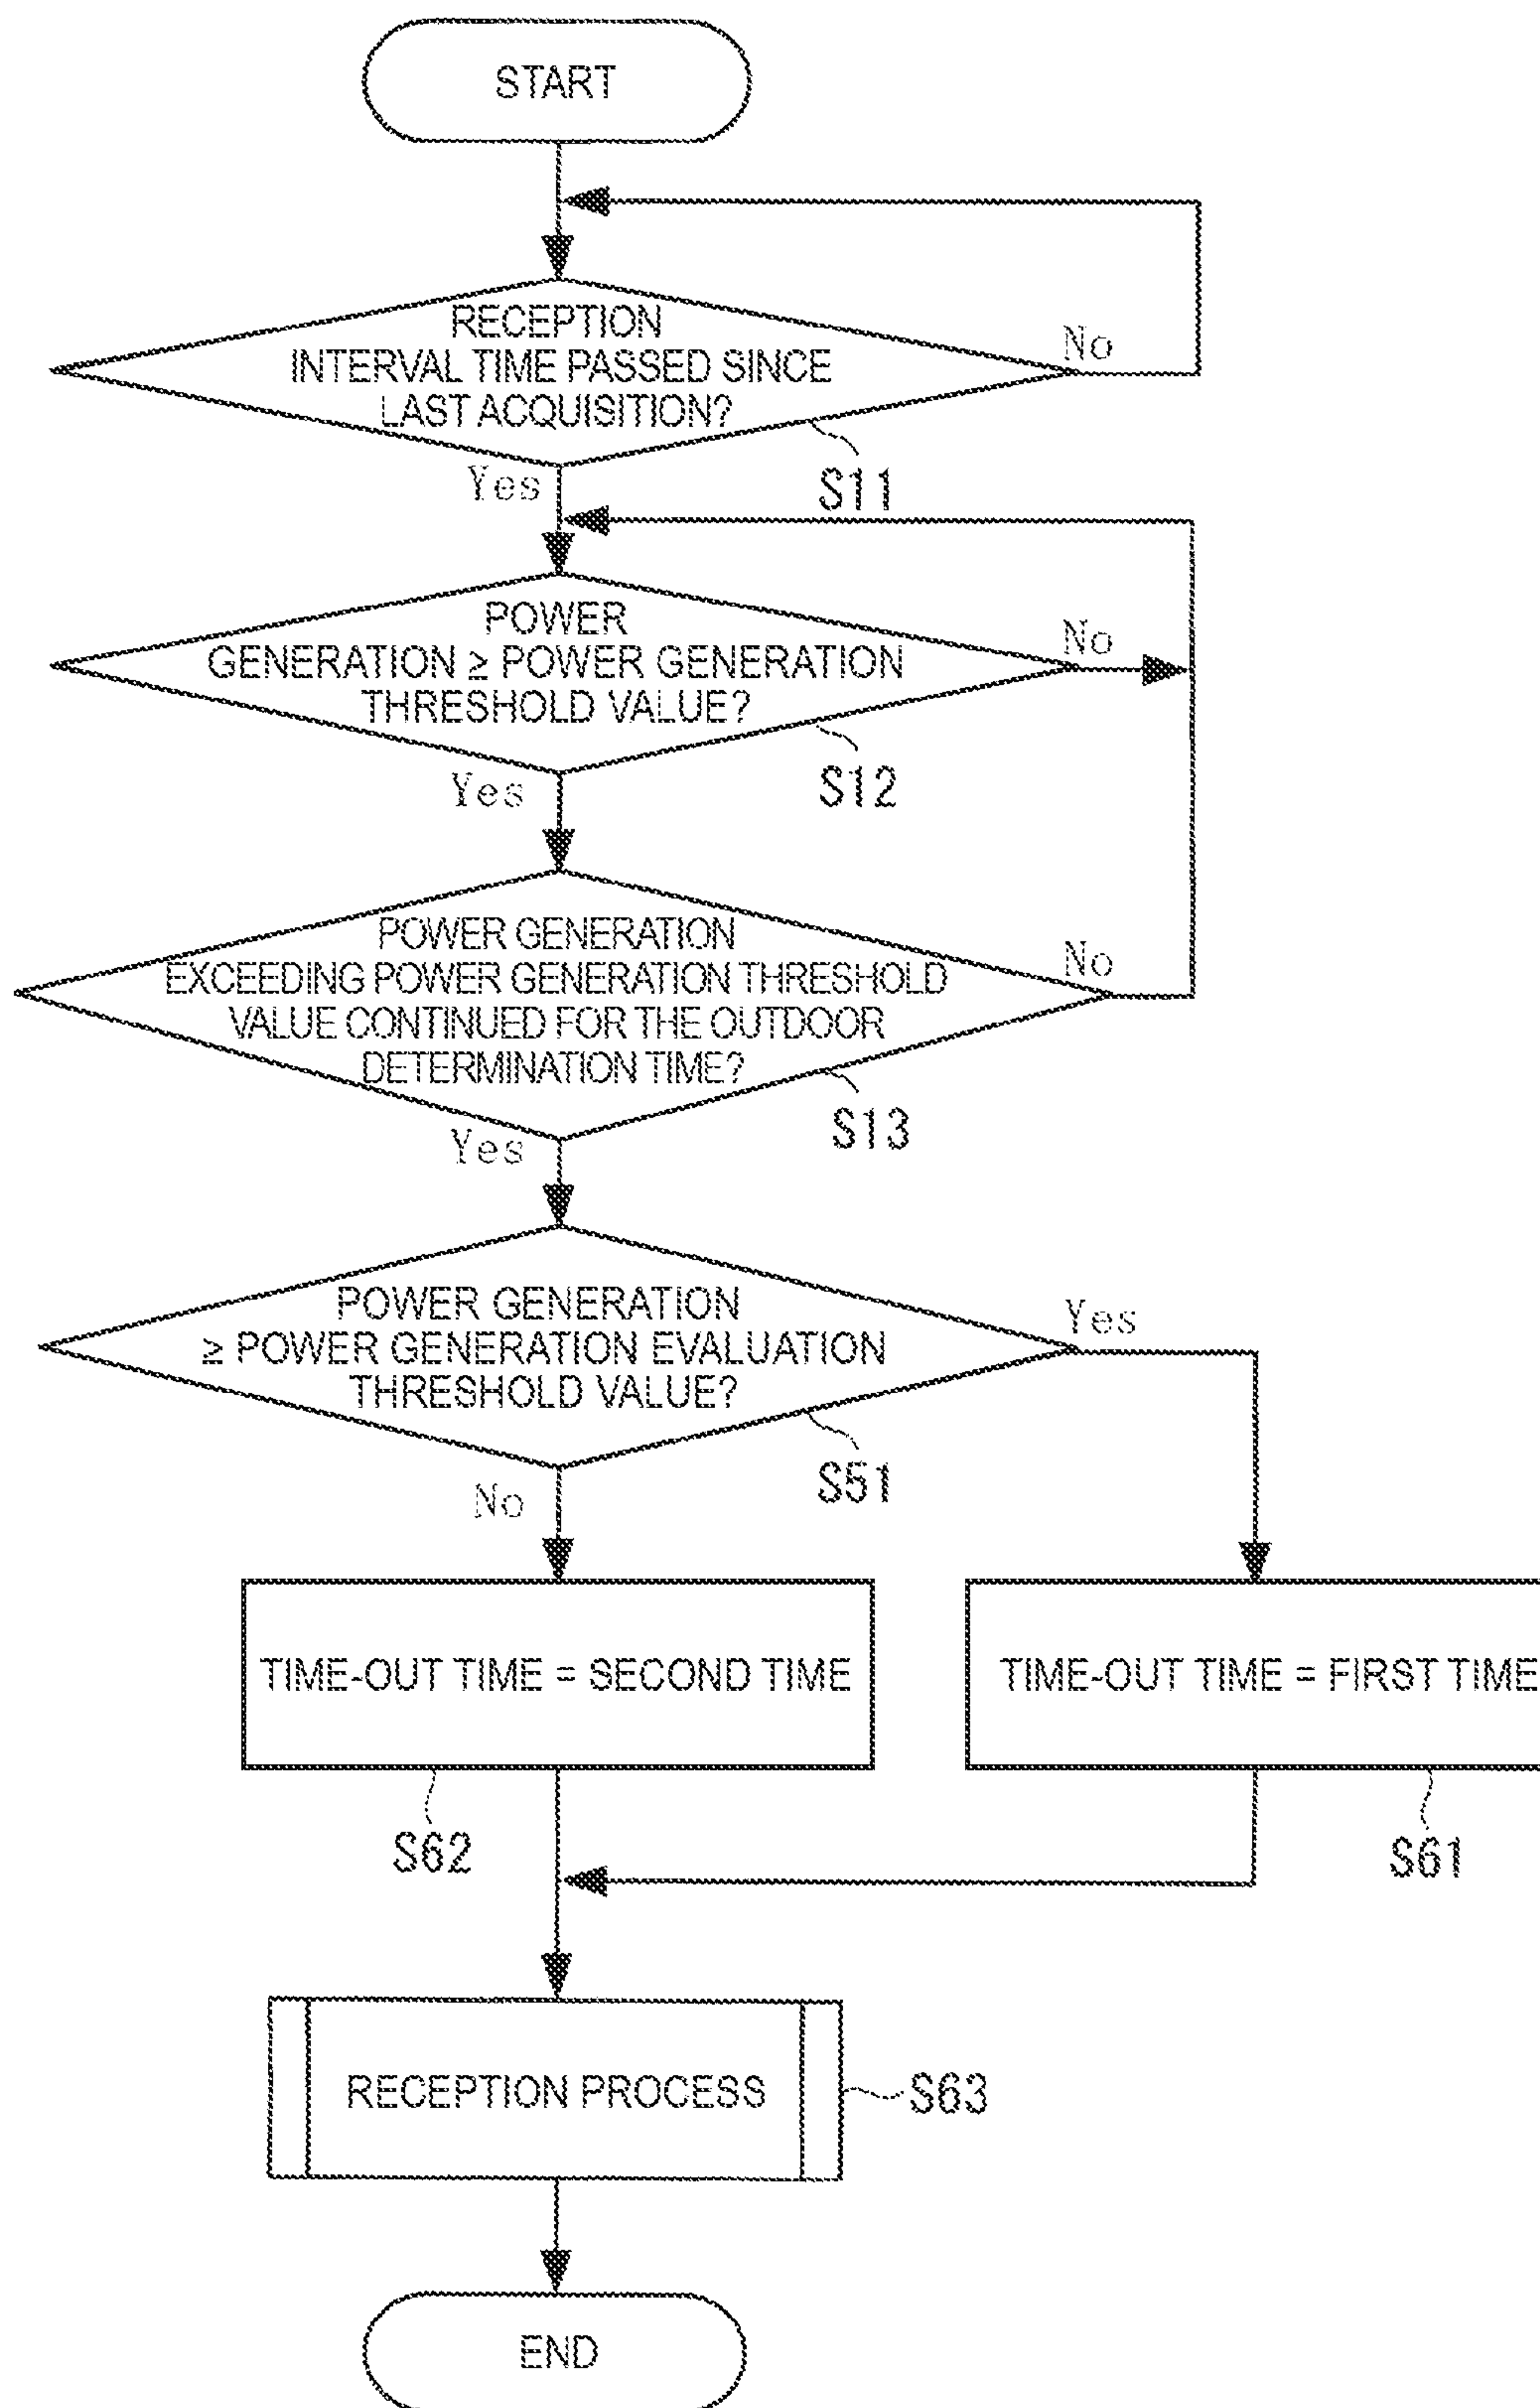 START
RECEPTION
INTERVAL TIME PASSED SINCE
LAST ACQUISITION?
No
S11
Yes
POWER
GENERATION ≥ POWER GENERATION
THRESHOLD VALUE?
No
S12
Yes
POWER GENERATION
EXCEEDING POWER GENERATION THRESHOLD
VALUE CONTINUED FOR THE OUTDOOR
DETERMINATION TIME?
No
S13
Yes
POWER GENERATION
≥ POWER GENERATION EVALUATION
THRESHOLD VALUE?
Yes
S51
No
TIME-OUT TIME = SECOND TIME
TIME-OUT TIME = FIRST TIME
S62
S61
RECEPTION PROCESS
S63
END